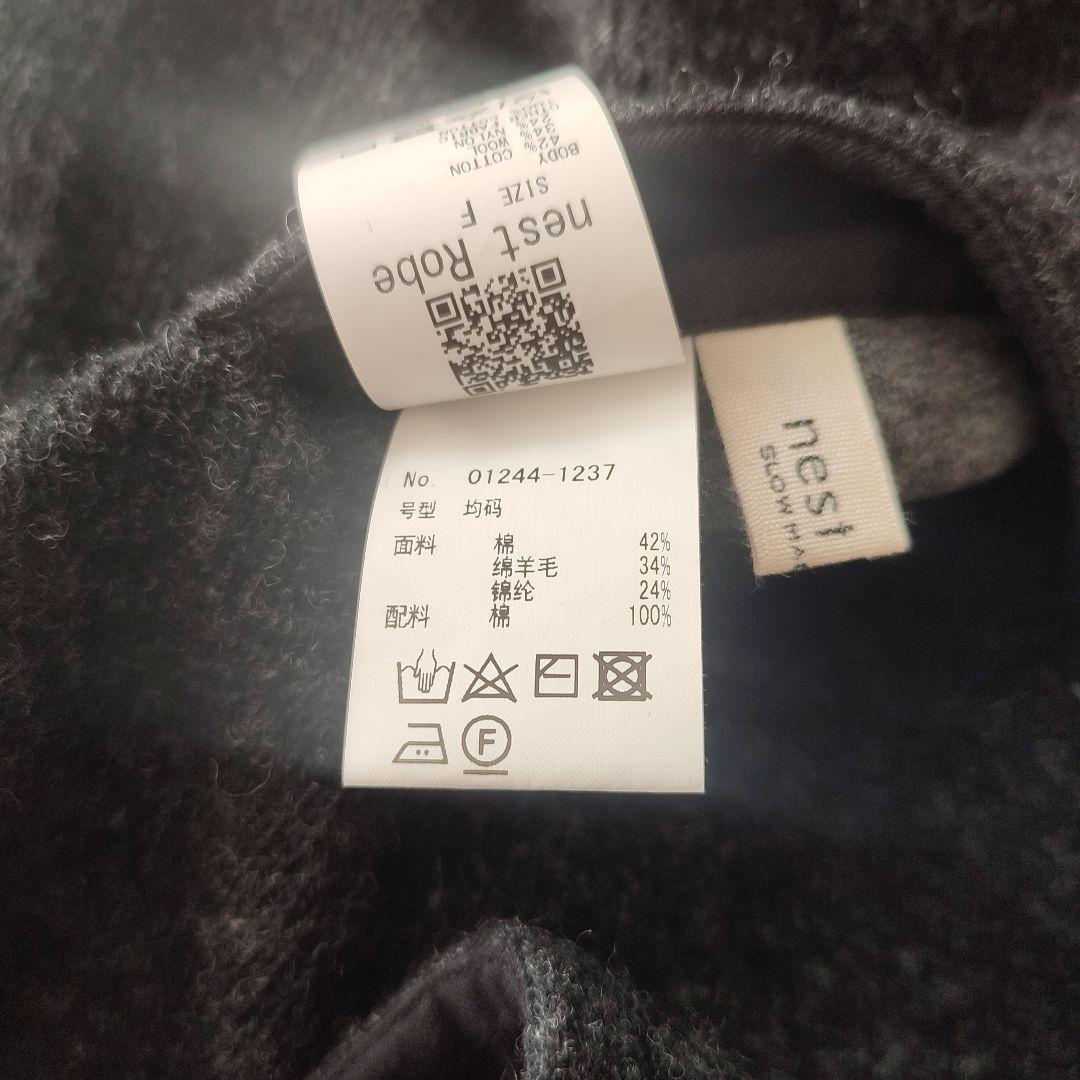 nest Robe
SIZE F
BODY
42% COTTON
34% WOOL
24% NYLON
No. 01244-1237
号型 均码
面料 棉 42%
绵羊毛 34%
锦纶 24%
配料 棉 100%
F
nest
SLOW MA